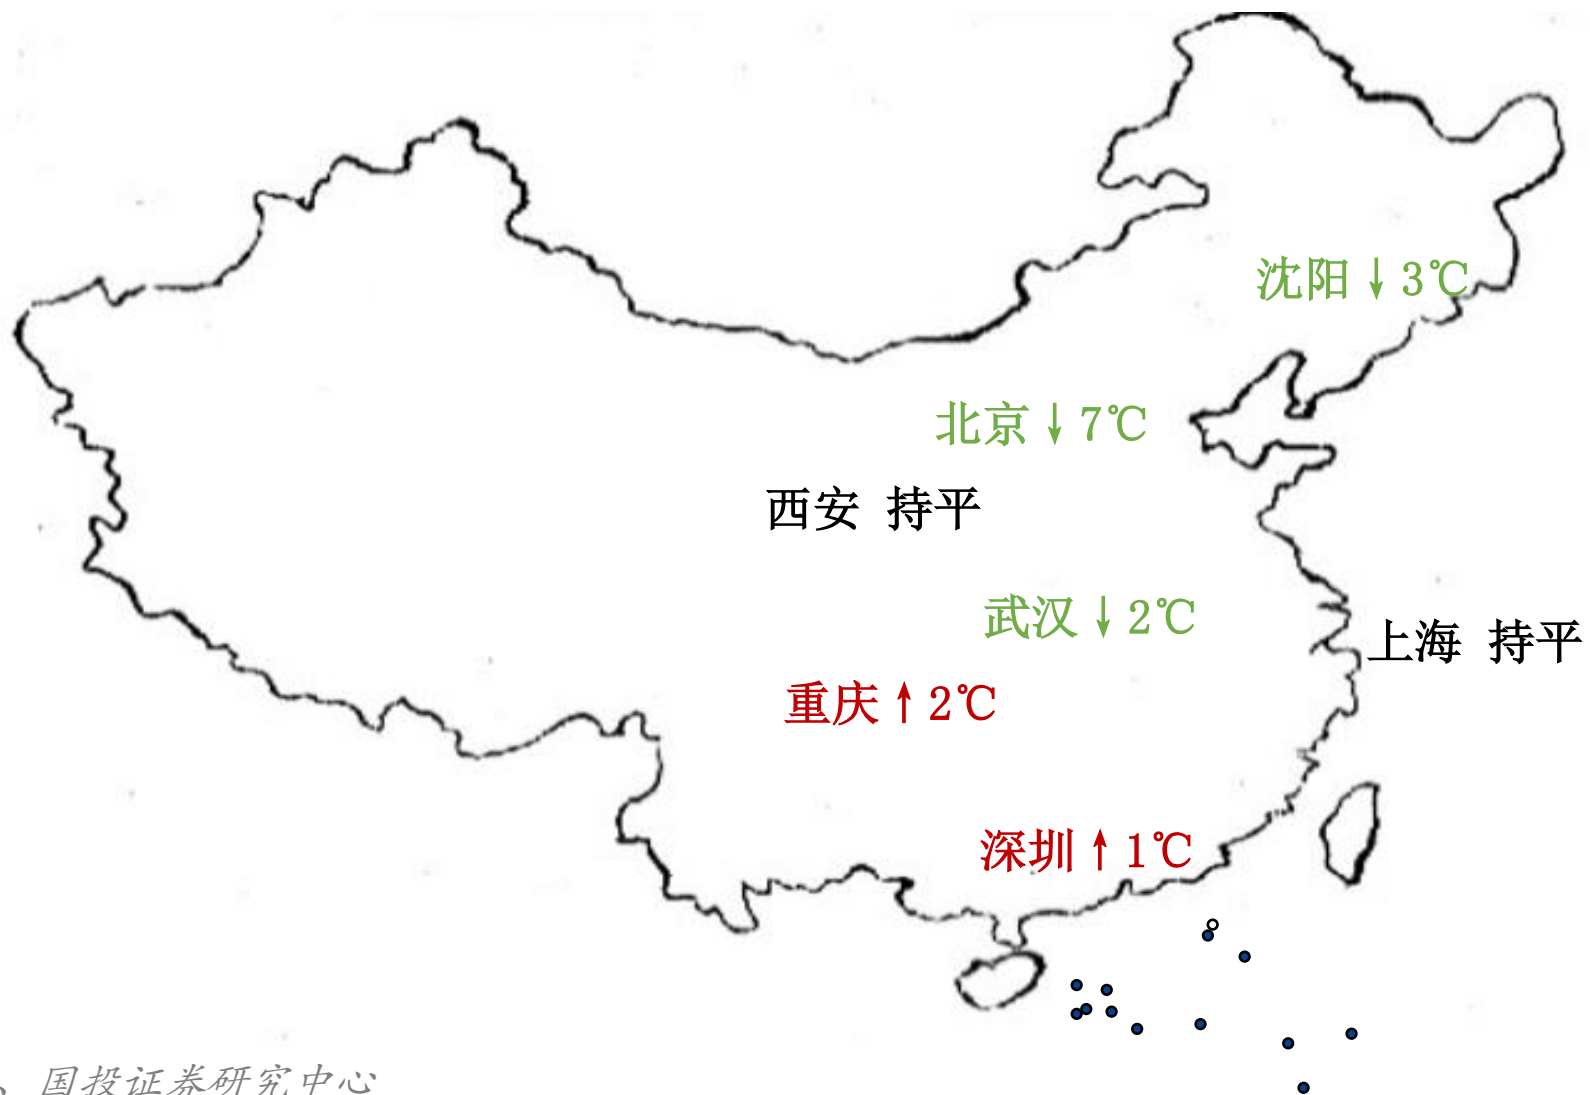 沈阳↓3℃
北京↓7℃
西安 持平
武汉↓2℃
上海 持平
重庆↑2℃
深圳↑1℃
、国投证券研究中心